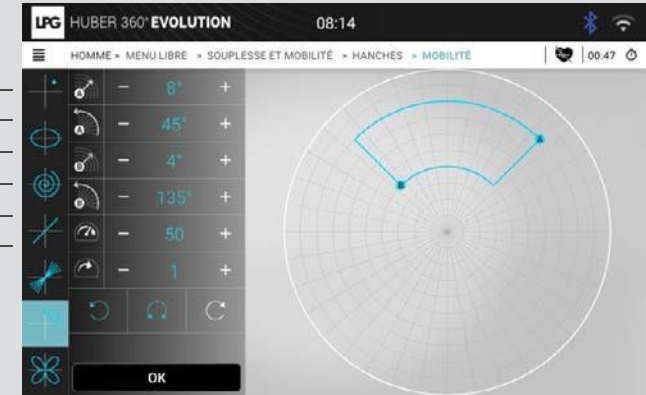 LPG HUBER 360° EVOLUTION 08:14
HOMME » MENU LIBRE » SOUPLESSE ET MOBILITÉ » HANCHES » MOBILITÉ 00:47
A - 8° +
A - 45° +
B - 4° +
B - 135° +
- 50 +
- 1 +
OK
A
B